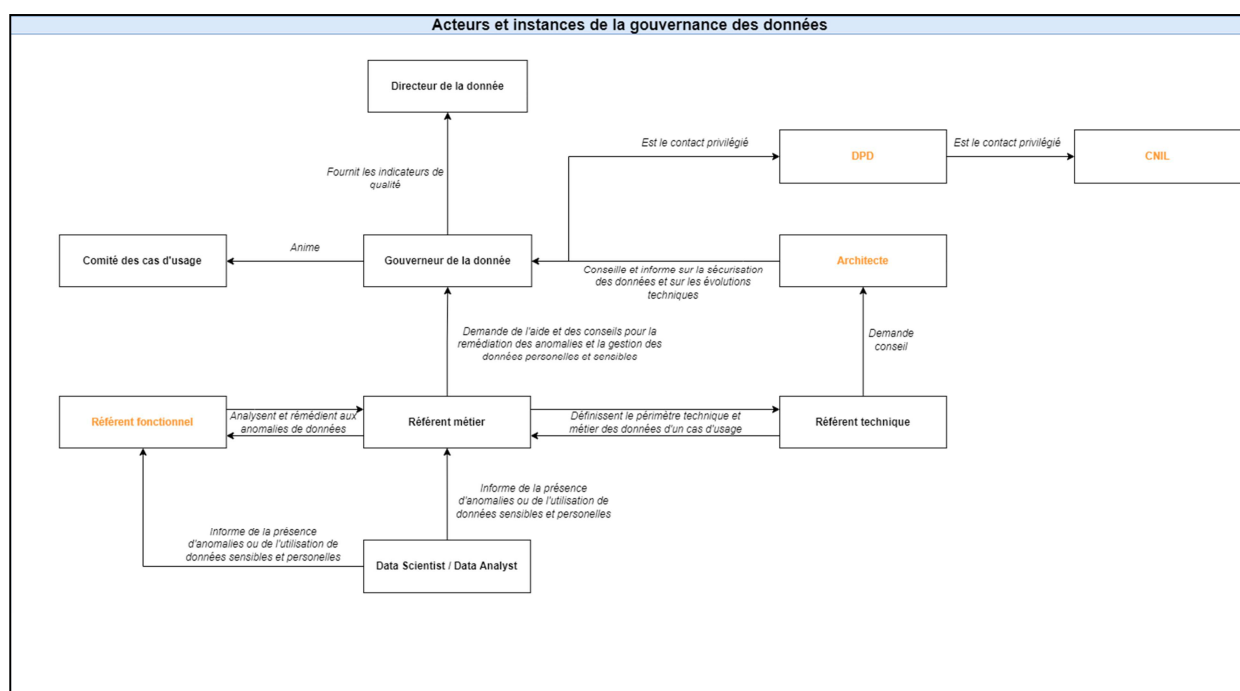 Acteurs et instances de la gouvernance des données
Directeur de la donnée
Est le contact privilégié
DPD
Est le contact privilégié
CNIL
Fournit les indicateurs de
qualité
Comité des cas d'usage
Anime
Gouverneur de la donnée
Architecte
Conseille et informe sur la sécurisation
des données et sur les évolutions
techniques
Demande de l'aide et des conseils pour la
remédiation des anomalies et la gestion des
données personelles et sensibles
Demande
conseil
Référent fonctionnel
Analysent et rémédient aux
anomalies de données
Référent métier
Définissent le périmètre technique et
métier des données d'un cas d'usage
Référent technique
Informe de la présence
d'anomalies ou de l'utilisation de
données sensibles et personelles
Informe de la présence
d'anomalies ou de l'utilisation de
données sensibles et personelles
Data Scientist / Data Analyst